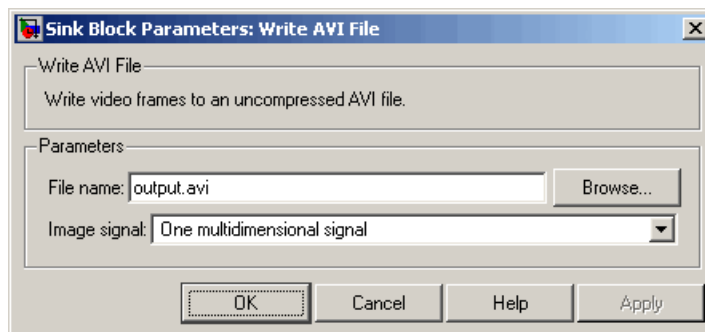 Sink Block Parameters: Write AVI File
Write AVI File
Write video frames to an uncompressed AVI file.
Parameters
File name: output.avi Browse...
Image signal: One multidimensional signal
OK Cancel Help Apply